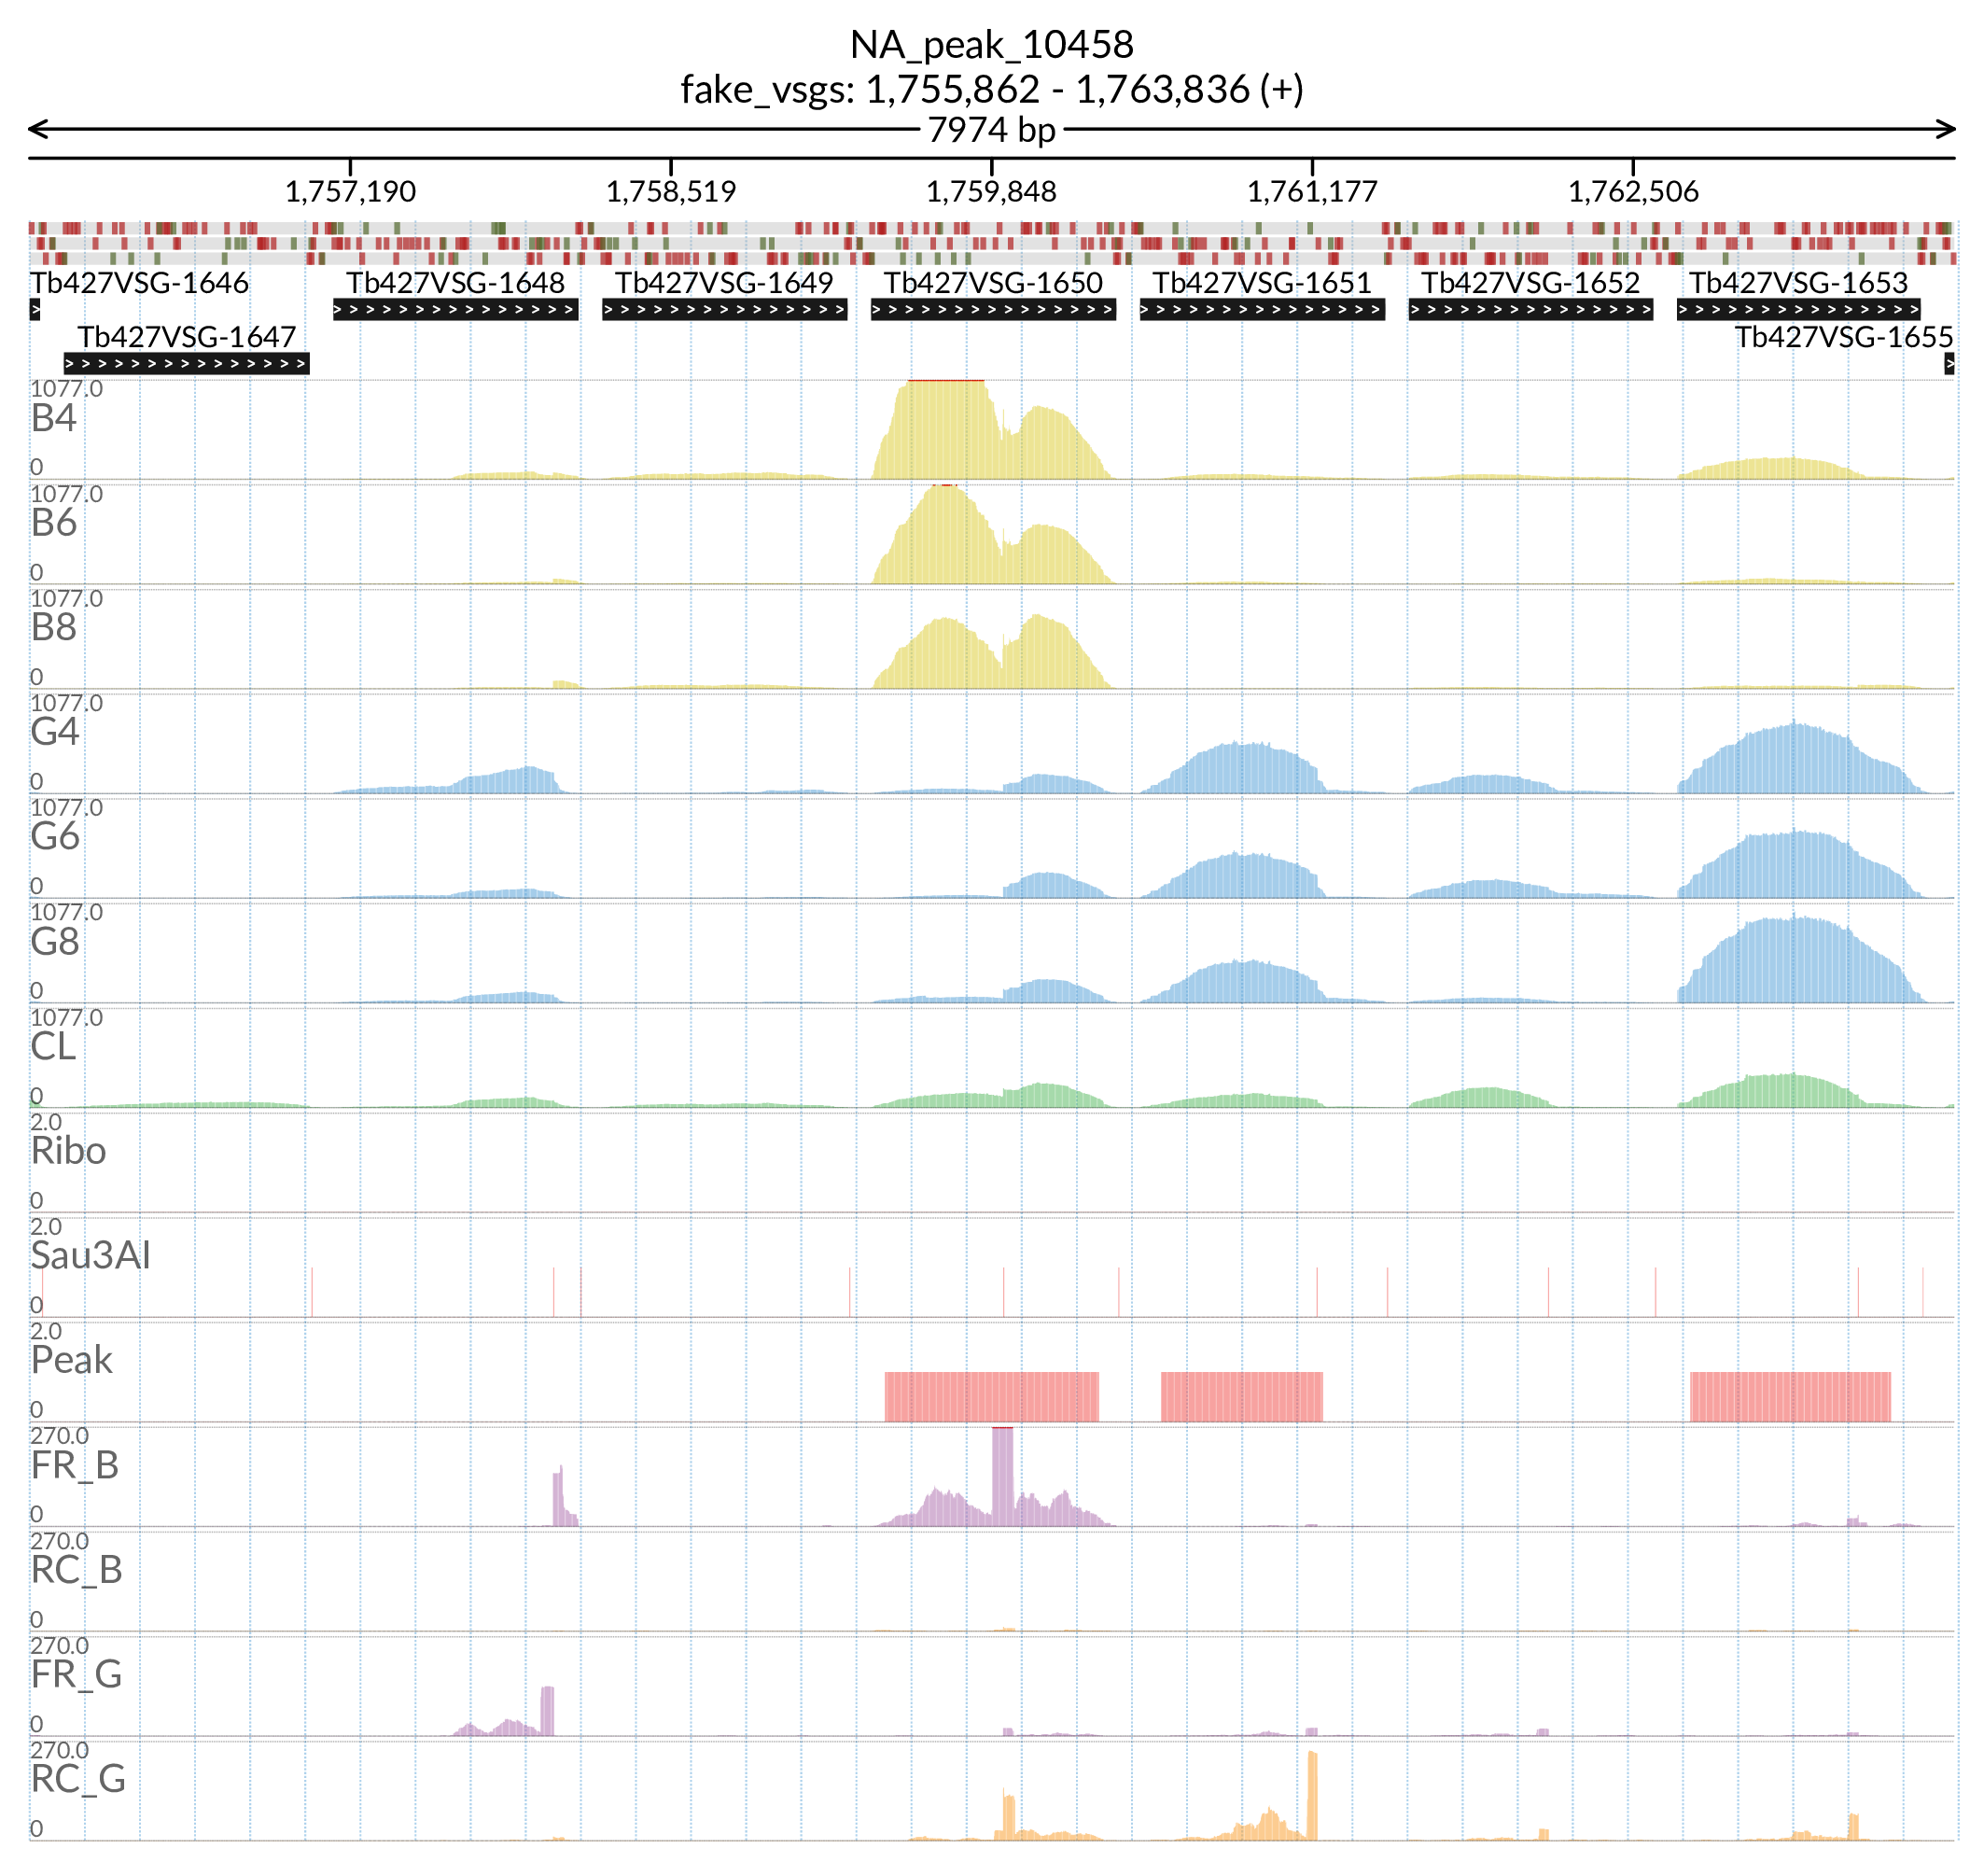 NA_peak_10458
fake_vsgs: 1,755,862 - 1,763,836 (+)
7974 bp
1,757,190 1,758,519 1,759,848 1,761,177 1,762,506
Tb427VSG-1646 Tb427VSG-1648 Tb427VSG-1649 Tb427VSG-1650 Tb427VSG-1651 Tb427VSG-1652 Tb427VSG-1653
Tb427VSG-1647 Tb427VSG-1655
1077.0
B4
0
1077.0
B6
0
1077.0
B8
0
1077.0
G4
0
1077.0
G6
0
1077.0
G8
0
1077.0
CL
0
2.0
Ribo
0
2.0
Sau3AI
0
2.0
Peak
0
270.0
FR_B
0
270.0
RC_B
0
270.0
FR_G
0
270.0
RC_G
0